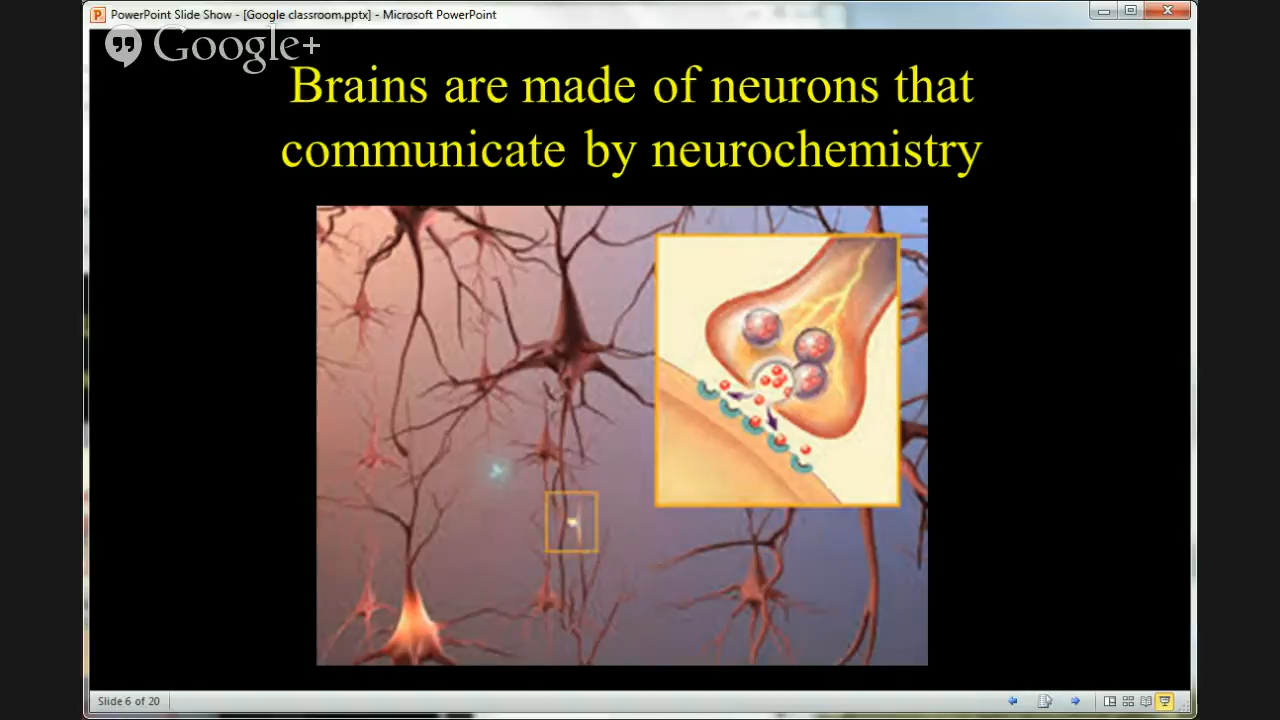 PowerPoint Slide Show - [Google classroom.pptx] - Microsoft PowerPoint
Google+
Brains are made of neurons that
communicate by neurochemistry
Slide 6 of 20